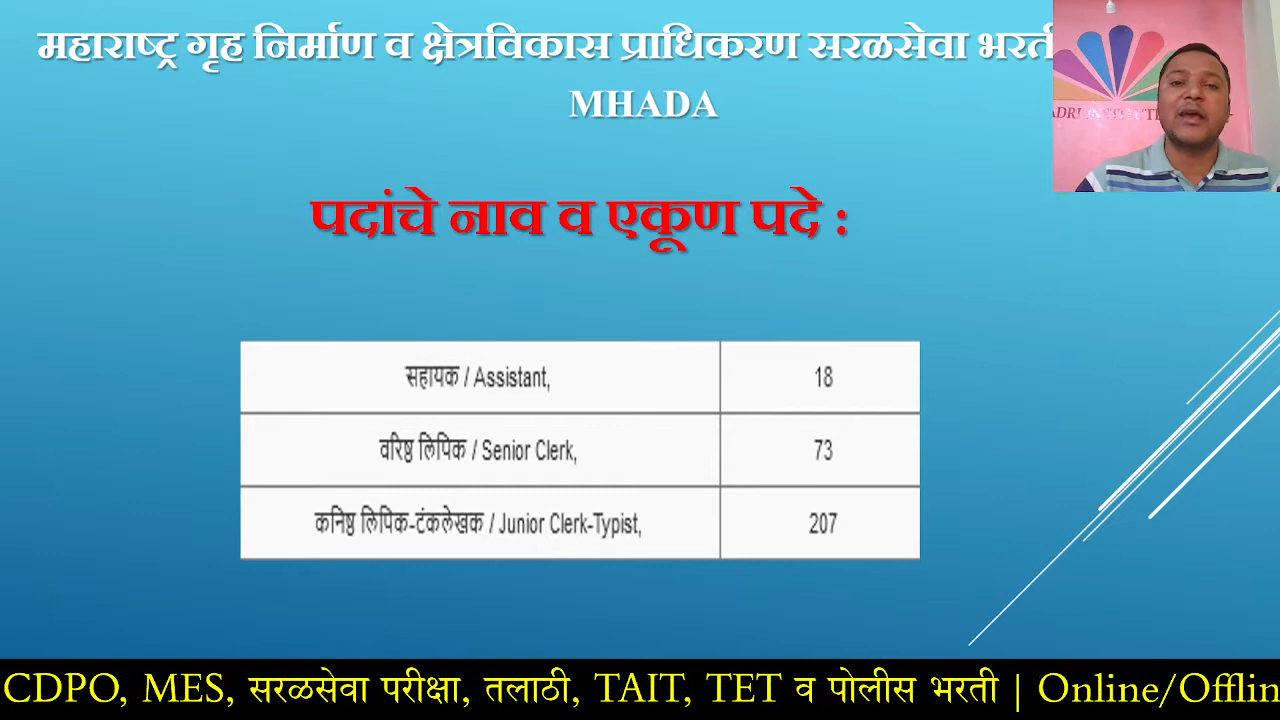 महाराष्ट्र गृह निर्माण व क्षेत्रविकास प्राधिकरण सरळसेवा भरती
MHADA
पदांचे नाव व एकूण पदे :
सहायक / Assistant, 18
वरिष्ठ लिपिक / Senior Clerk, 73
कनिष्ठ लिपिक-टंकलेखक / Junior Clerk-Typist, 207
CDPO, MES, सरळसेवा परीक्षा, तलाठी, TAIT, TET व पोलीस भरती | Online/Offlin